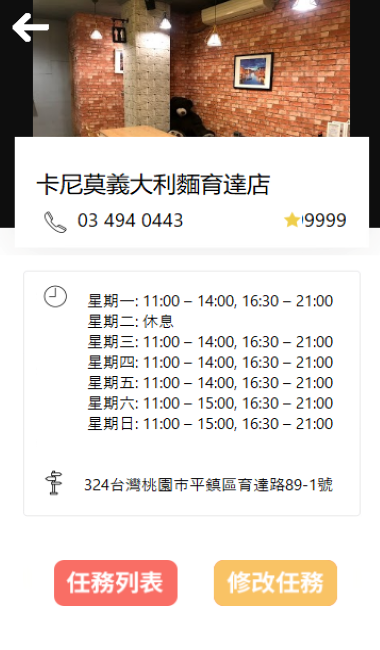 卡尼莫義大利麵育達店
03 494 0443
9999
星期一: 11:00 – 14:00, 16:30 – 21:00
星期二: 休息
星期三: 11:00 – 14:00, 16:30 – 21:00
星期四: 11:00 – 14:00, 16:30 – 21:00
星期五: 11:00 – 14:00, 16:30 – 21:00
星期六: 11:00 – 15:00, 16:30 – 21:00
星期日: 11:00 – 15:00, 16:30 – 21:00
324台灣桃園市平鎮區育達路89-1號
任務列表 修改任務